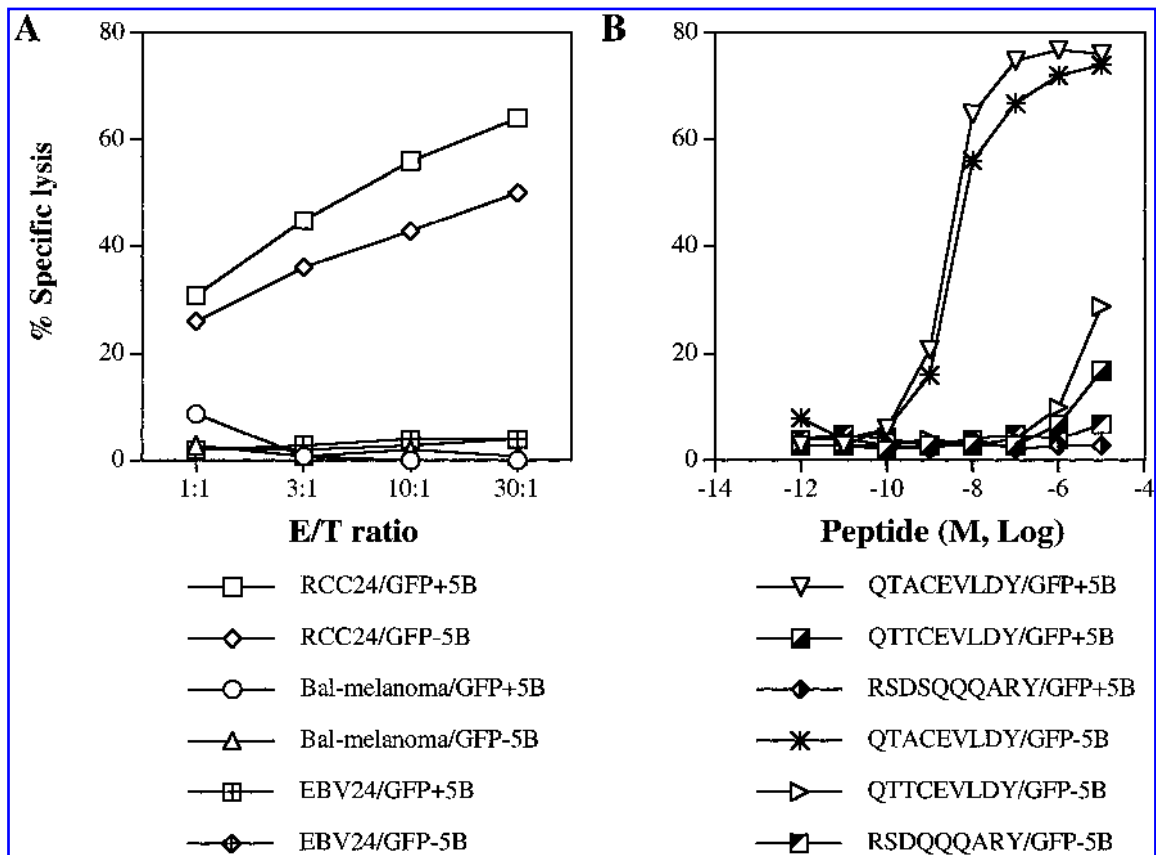 A
B
% Specific lysis
80
60
40
20
0
1:1 3:1 10:1 30:1
E/T ratio
80
60
40
20
0
-14 -12 -10 -8 -6 -4
Peptide (M, Log)
RCC24/GFP+5B
RCC24/GFP-5B
Bal-melanoma/GFP+5B
Bal-melanoma/GFP-5B
EBV24/GFP+5B
EBV24/GFP-5B
QTACEVLDY/GFP+5B
QTTCEVLDY/GFP+5B
RSDSQQQARY/GFP+5B
QTACEVLDY/GFP-5B
QTTCEVLDY/GFP-5B
RSDQQQARY/GFP-5B